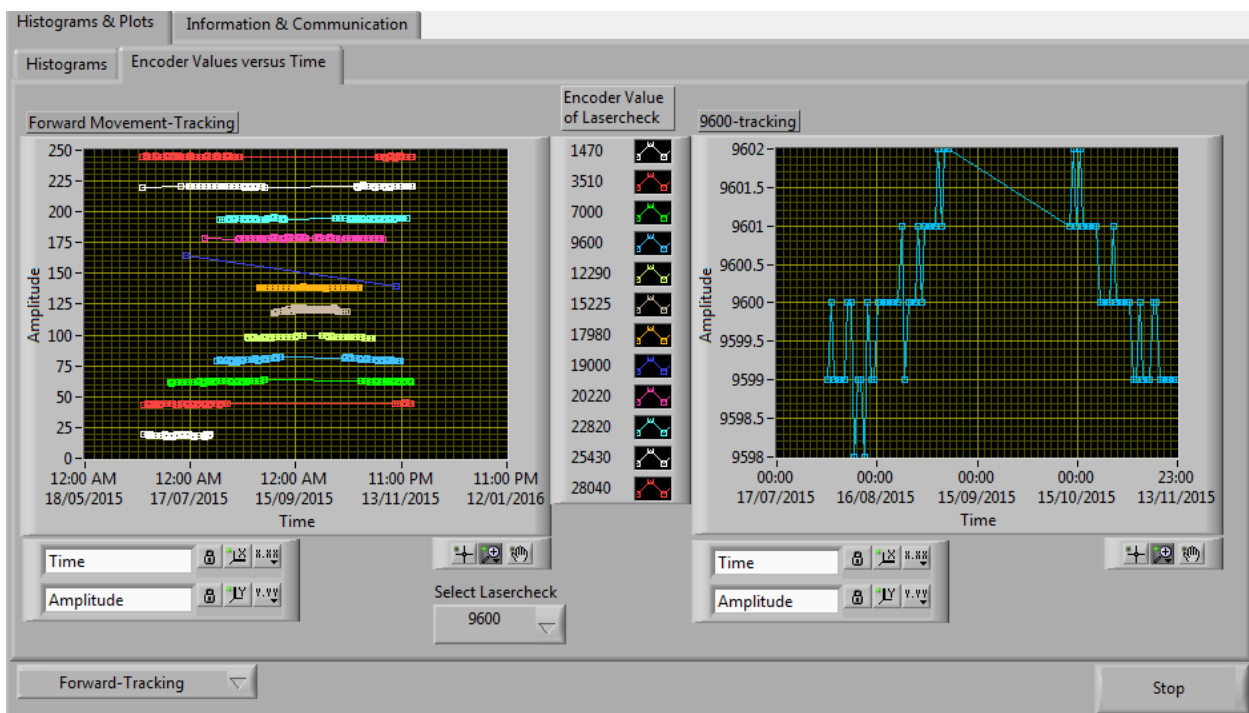 Histograms & Plots
Information & Communication
Histograms
Encoder Values versus Time
Forward Movement-Tracking
Amplitude
250
225
200
175
150
125
100
75
50
25
0
12:00 AM 12:00 AM 12:00 AM 11:00 PM 11:00 PM
18/05/2015 17/07/2015 15/09/2015 13/11/2015 12/01/2016
Time
Time
Amplitude
X
X.XX
Y
Y.YY
Encoder Value
of Lasercheck
1470
3510
7000
9600
12290
15225
17980
19000
20220
22820
25430
28040
Select Lasercheck
9600
9600-tracking
Amplitude
9602
9601.5
9601
9600.5
9600
9599.5
9599
9598.5
9598
00:00 00:00 00:00 00:00 23:00
17/07/2015 16/08/2015 15/09/2015 15/10/2015 13/11/2015
Time
Time
Amplitude
X
X.XX
Y
Y.YY
Forward-Tracking
Stop